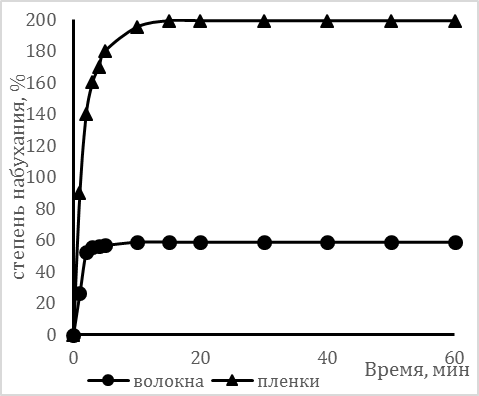 степень набухания, %
200
180
160
140
120
100
80
60
40
20
0
0 20 40 60
Время, мин
волокна пленки